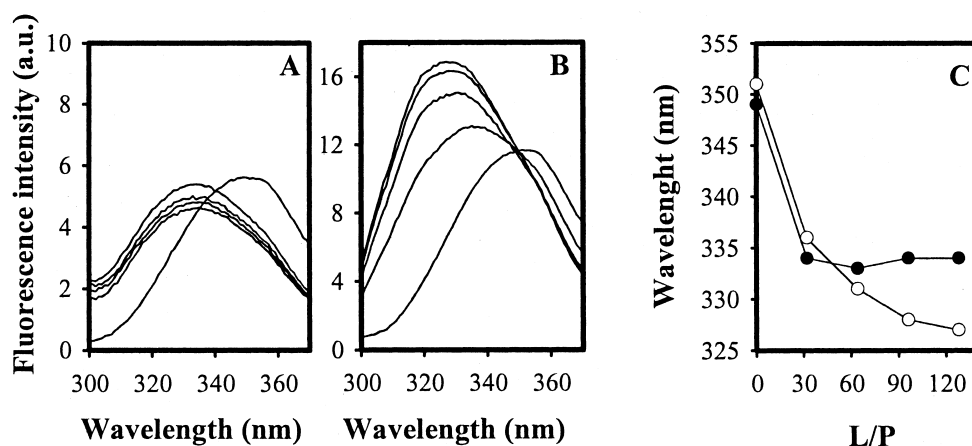 Fluorescence intensity (a.u.)
10
8
6
4
2
0
300 320 340 360
A
Wavelength (nm)
16
12
8
4
0
300 320 340 360
B
Wavelength (nm)
Wavelenght (nm)
355
350
345
340
335
330
325
0 30 60 90 120
C
L/P